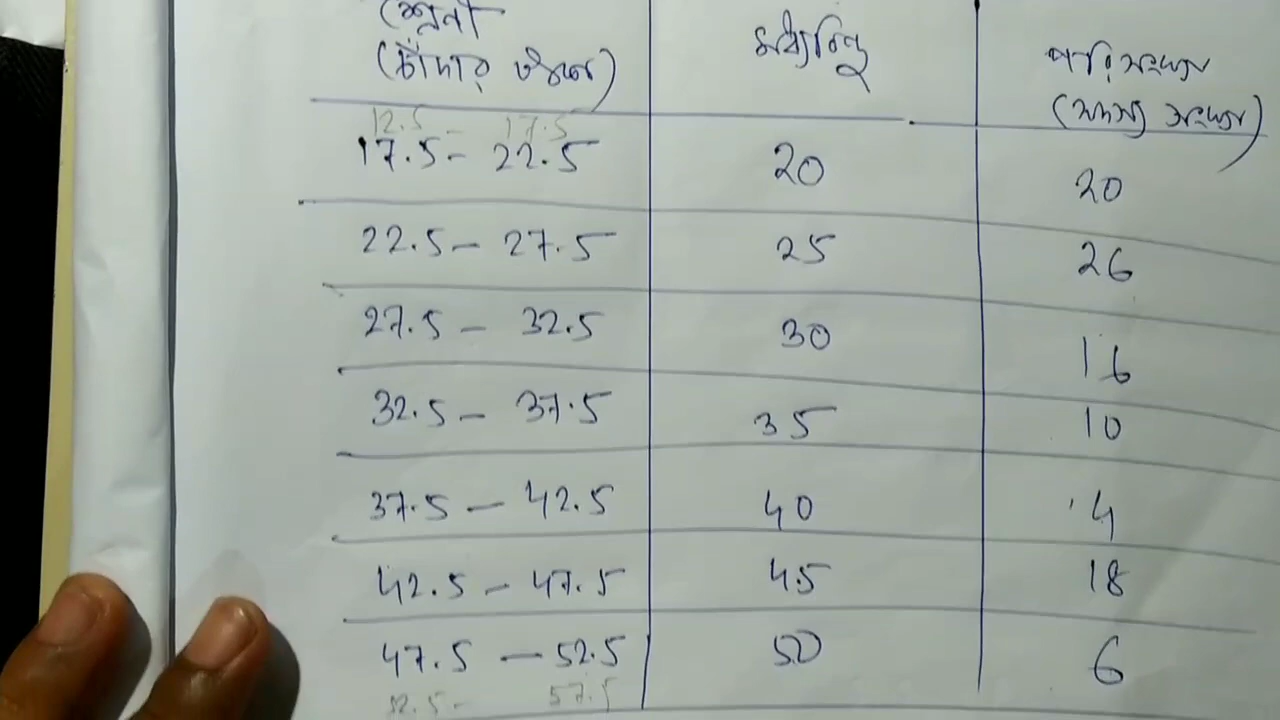 শ্রেণী মধ্যবিন্দু পরিসংখ্যা
(চাঁদার অঙ্কে) (সদস্য সংখ্যা)
12.5 - 17.5
17.5 - 22.5 20 20
22.5 - 27.5 25 26
27.5 - 32.5 30 16
32.5 - 37.5 35 10
37.5 - 42.5 40 4
42.5 - 47.5 45 18
47.5 - 52.5 50 6
52.5 - 57.5